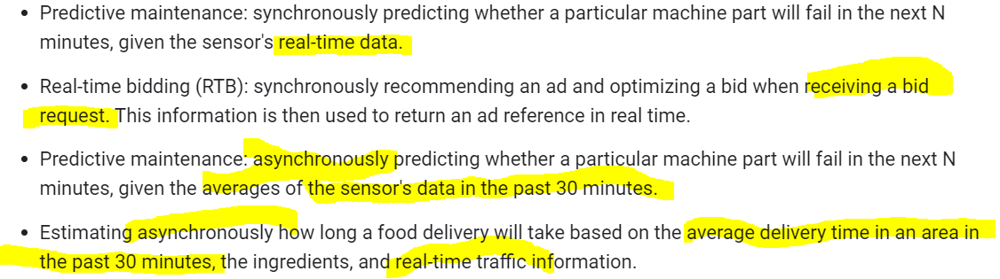 • Predictive maintenance: synchronously predicting whether a particular machine part will fail in the next N
minutes, given the sensor's real-time data.
• Real-time bidding (RTB): synchronously recommending an ad and optimizing a bid when receiving a bid
request. This information is then used to return an ad reference in real time.
• Predictive maintenance: asynchronously predicting whether a particular machine part will fail in the next N
minutes, given the averages of the sensor's data in the past 30 minutes.
• Estimating asynchronously how long a food delivery will take based on the average delivery time in an area in
the past 30 minutes, the ingredients, and real-time traffic information.